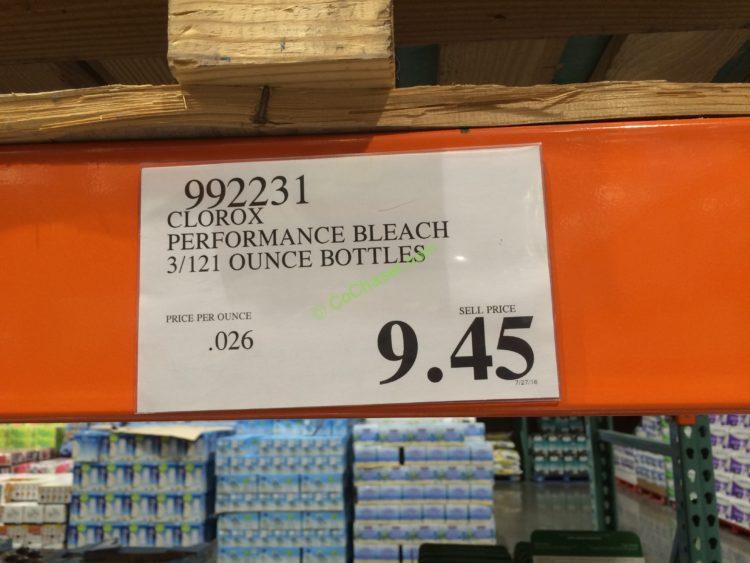 992231
CLOROX
PERFORMANCE BLEACH
3/121 OUNCE BOTTLES
© CoChaser.com
PRICE PER OUNCE
.026
SELL PRICE
9.45
7/27/16